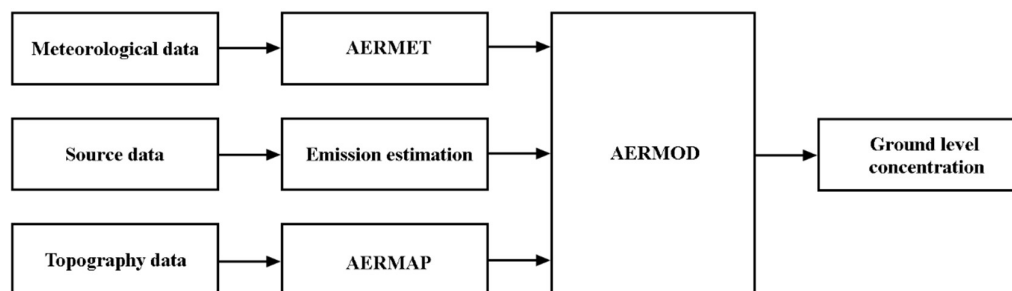 Meteorological data
AERMET
Source data
Emission estimation
AERMOD
Ground level
concentration
Topography data
AERMAP